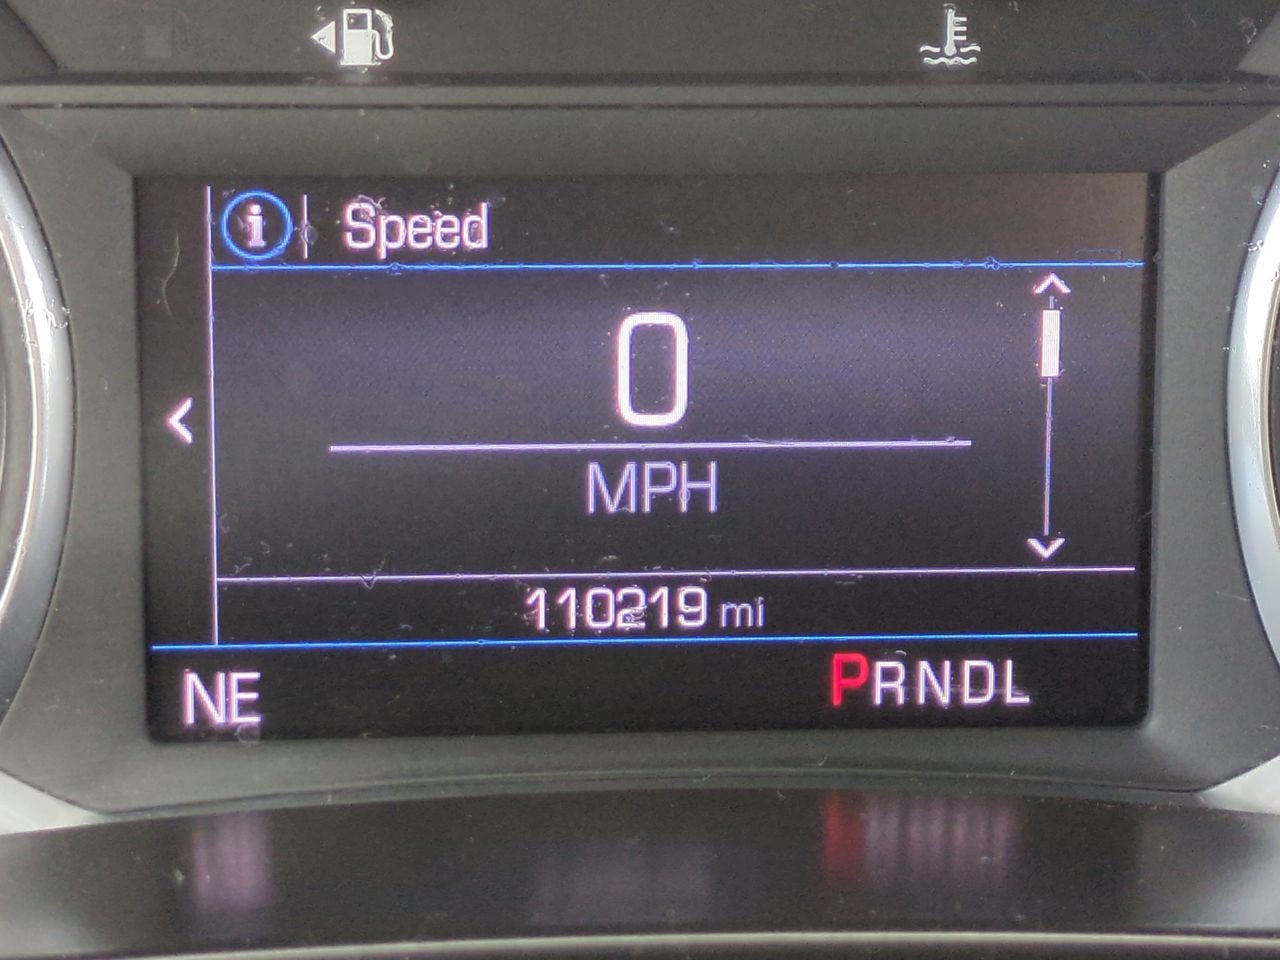 i Speed
0
MPH
110219 mi
NE PRNDL